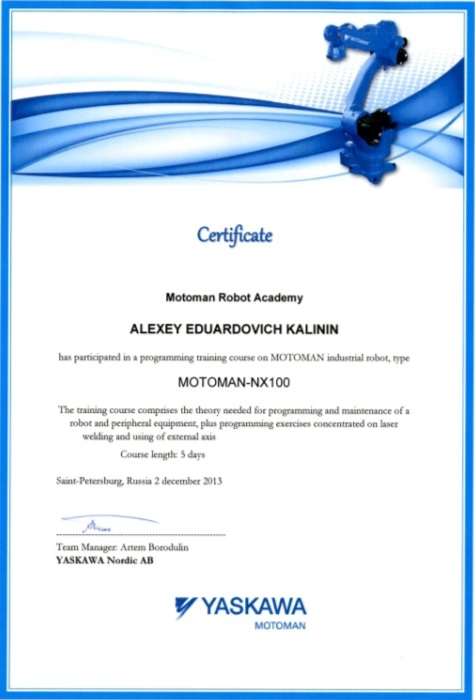 Certificate
Motoman Robot Academy
ALEXEY EDUARDOVICH KALININ
has participated in a programming training course on MOTOMAN industrial robot, type
MOTOMAN-NX100
The training course comprises the theory needed for programming and maintenance of a
robot and peripheral equipment, plus programming exercises concentrated on laser
welding and using of external axis
Course length: 5 days
Saint-Petersburg, Russia 2 december 2013
Team Manager: Artem Borodulin
YASKAWA Nordic AB
YASKAWA
MOTOMAN